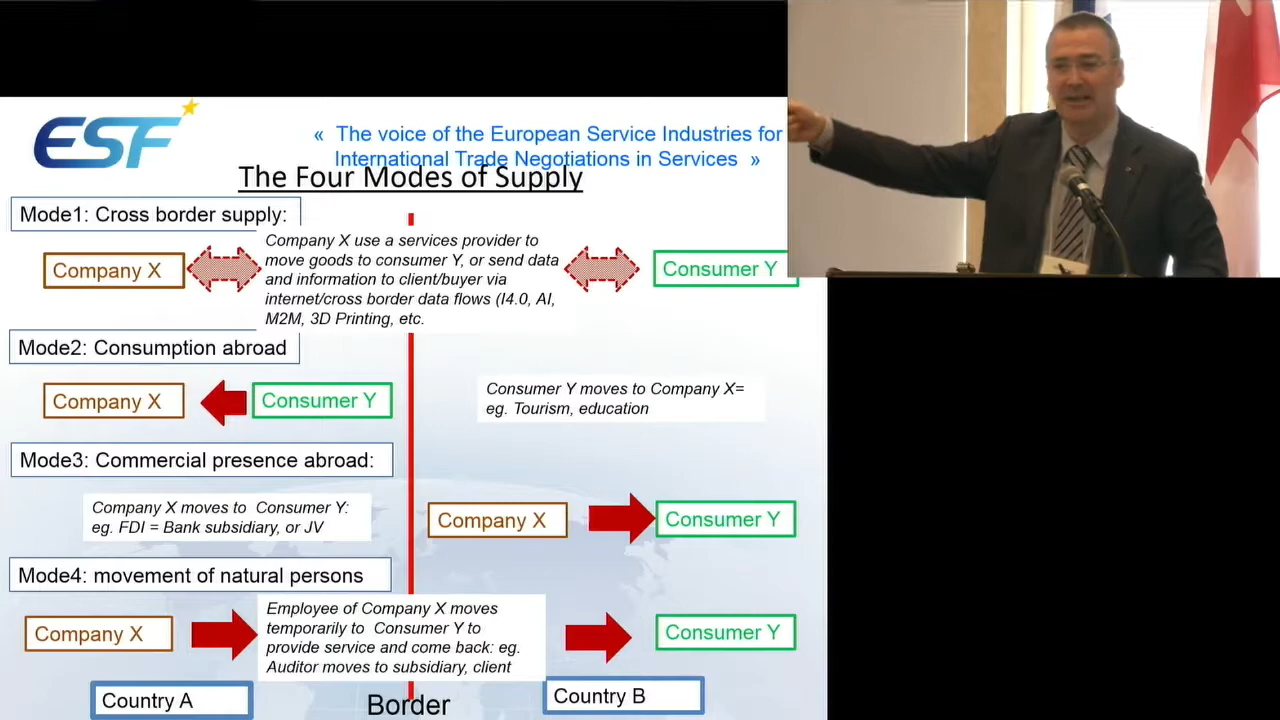 ESF
« The voice of the European Service Industries for
International Trade Negotiations in Services »
The Four Modes of Supply
Mode1: Cross border supply:
Company X
Company X use a services provider to
move goods to consumer Y, or send data
and information to client/buyer via
internet/cross border data flows (I4.0, AI,
M2M, 3D Printing, etc.
Consumer Y
Mode2: Consumption abroad
Company X
Consumer Y
Consumer Y moves to Company X=
eg. Tourism, education
Mode3: Commercial presence abroad:
Company X moves to Consumer Y:
eg. FDI = Bank subsidiary, or JV
Company X
Consumer Y
Mode4: movement of natural persons
Company X
Employee of Company X moves
temporarily to Consumer Y to
provide service and come back: eg.
Auditor moves to subsidiary, client
Consumer Y
Country A
Border
Country B